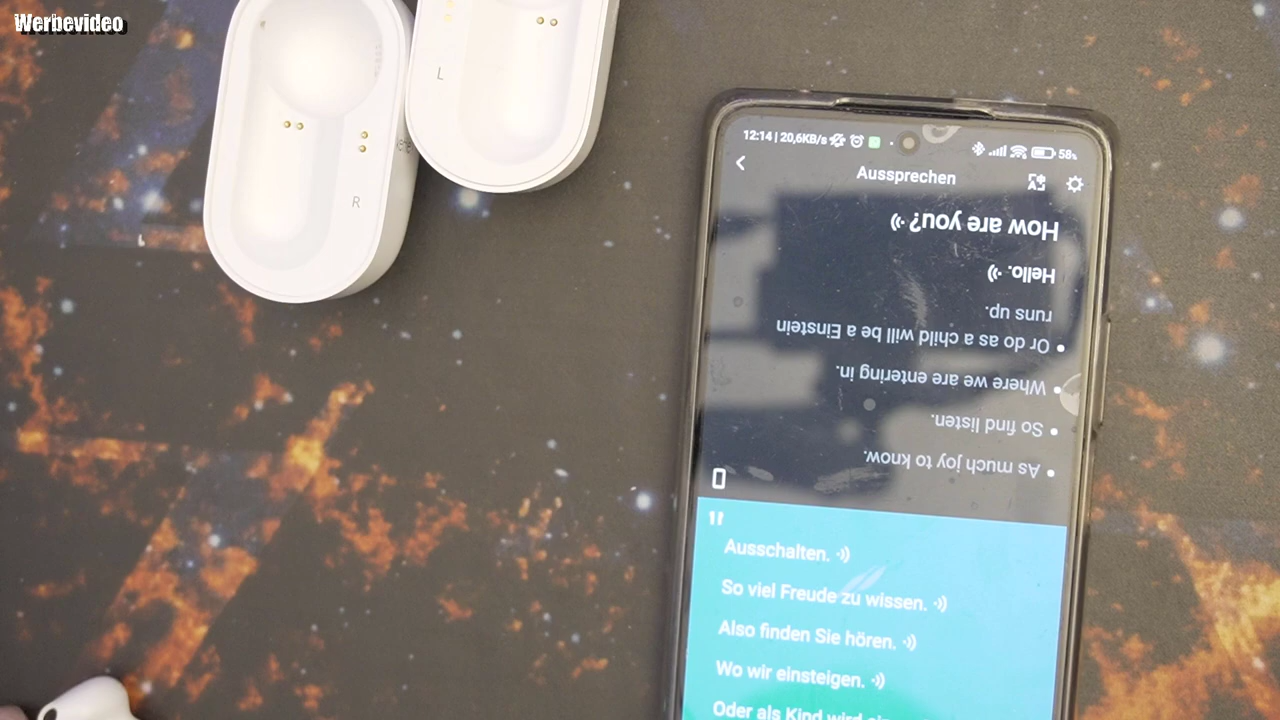 Werbevideo
L
R
12:14 | 20,6KB/s
58%
Aussprechen
How are you?
Hello.
runs up.
• Or do as a child will be a Einstein
• Where we are entering in.
• So find listen.
• As much joy to know.
Ausschalten.
So viel Freude zu wissen.
Also finden Sie hören.
Wo wir einsteigen.
Oder als Kind wird